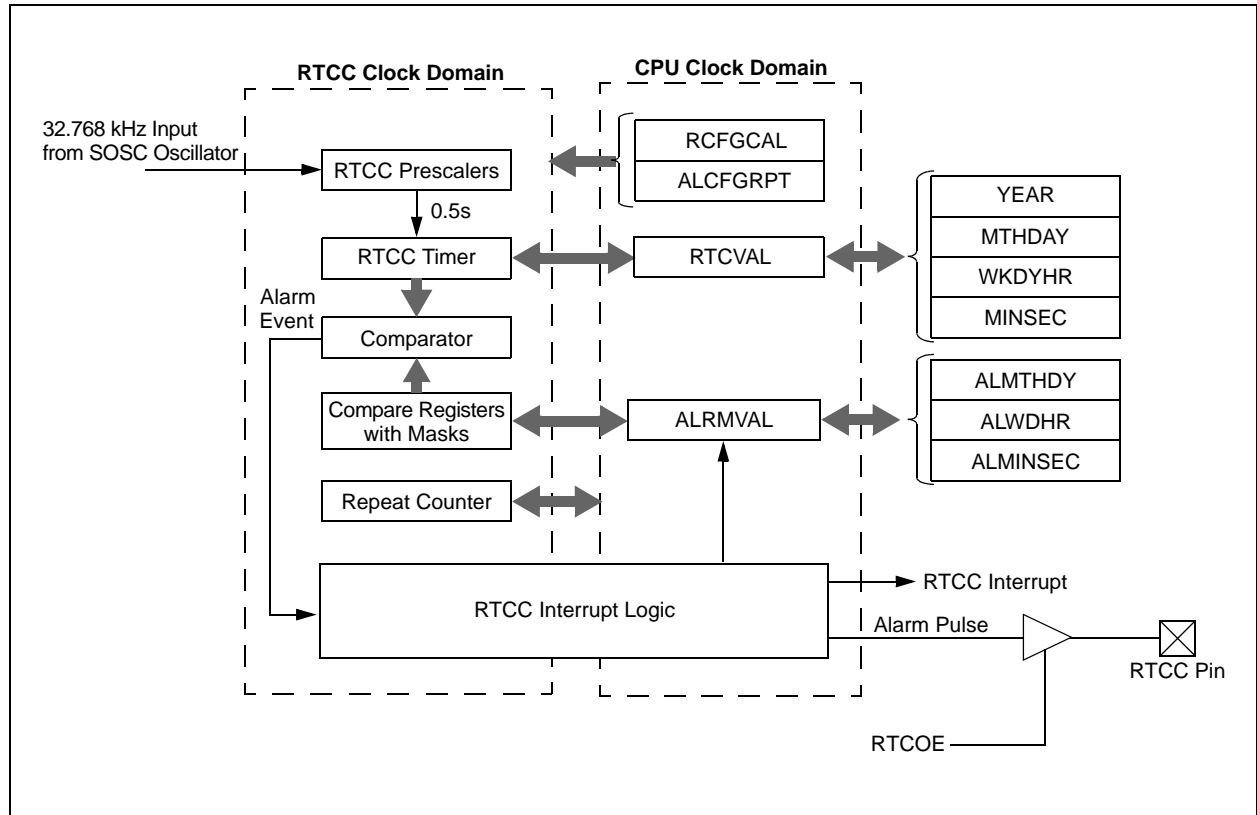 RTCC Clock Domain
CPU Clock Domain
32.768 kHz Input
from SOSC Oscillator
RTCC Prescalers
0.5s
RTCC Timer
Alarm
Event
Comparator
Compare Registers
with Masks
Repeat Counter
RCFGCAL
ALCFGRPT
RTCVAL
YEAR
MTHDAY
WKDYHR
MINSEC
ALRMVAL
ALMTHDY
ALWDHR
ALMINSEC
RTCC Interrupt Logic
RTCC Interrupt
Alarm Pulse
RTCC Pin
RTCOE